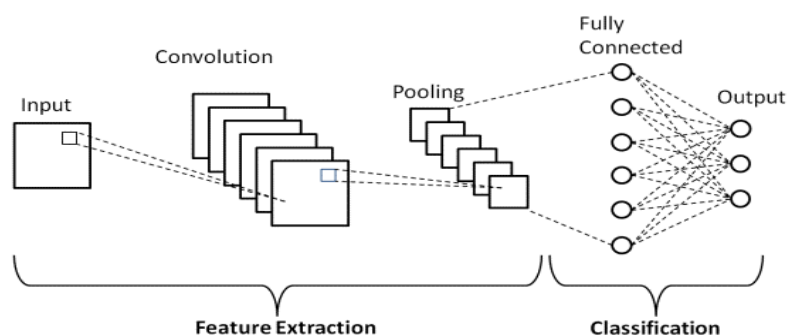 Input
Convolution
Pooling
Fully
Connected
Output
Feature Extraction
Classification